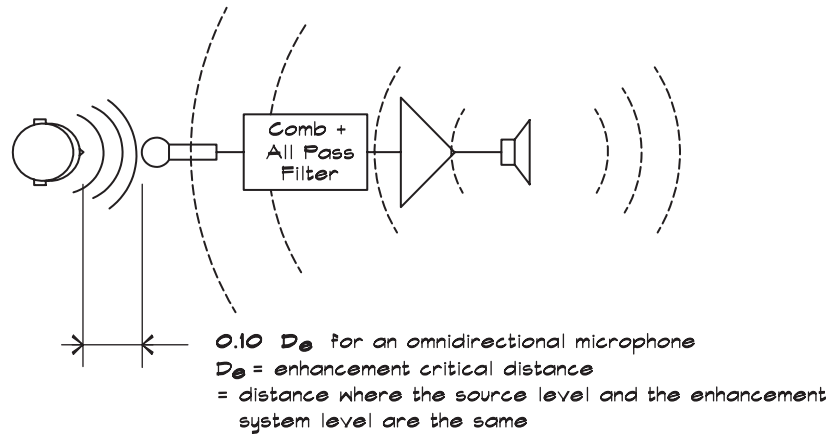 Comb +
All Pass
Filter
0.10 De for an omnidirectional microphone
De = enhancement critical distance
= distance where the source level and the enhancement
system level are the same